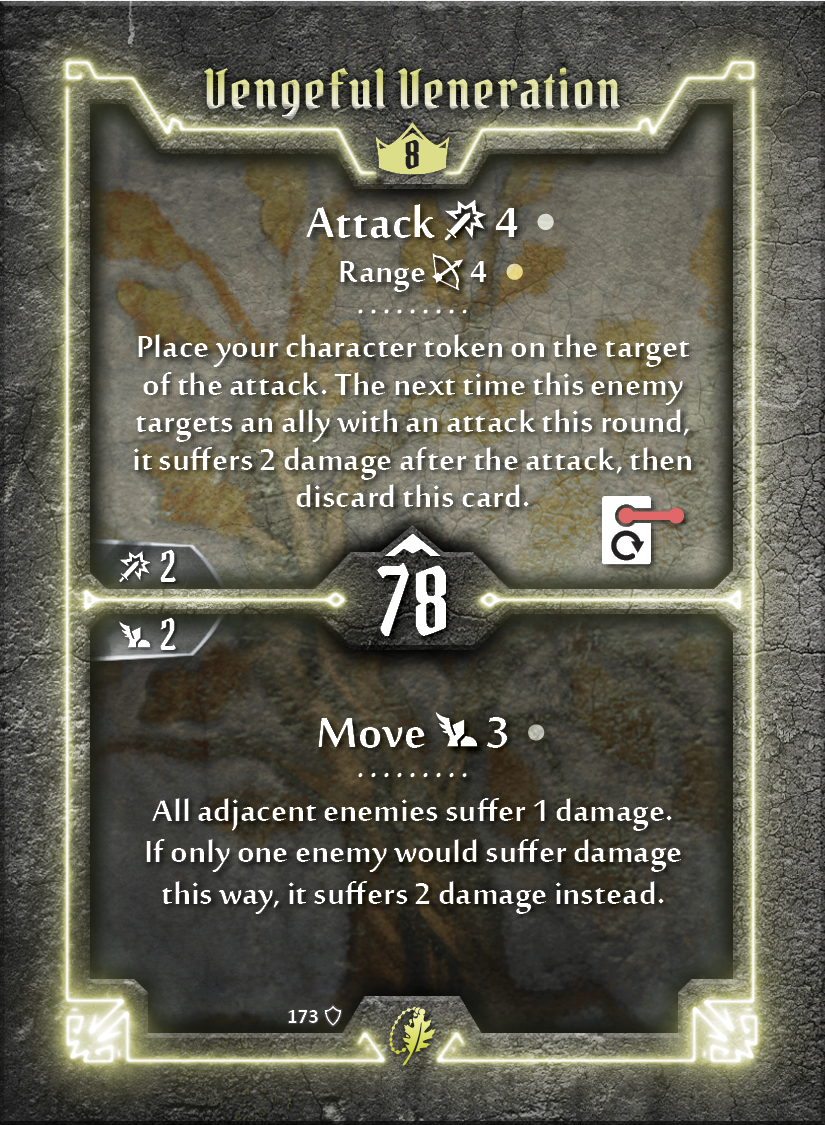 Vengeful Veneration
8
Attack 4
Range 4
Place your character token on the target
of the attack. The next time this enemy
targets an ally with an attack this round,
it suffers 2 damage after the attack, then
discard this card.
2
78
2
Move 3
All adjacent enemies suffer 1 damage.
If only one enemy would suffer damage
this way, it suffers 2 damage instead.
173